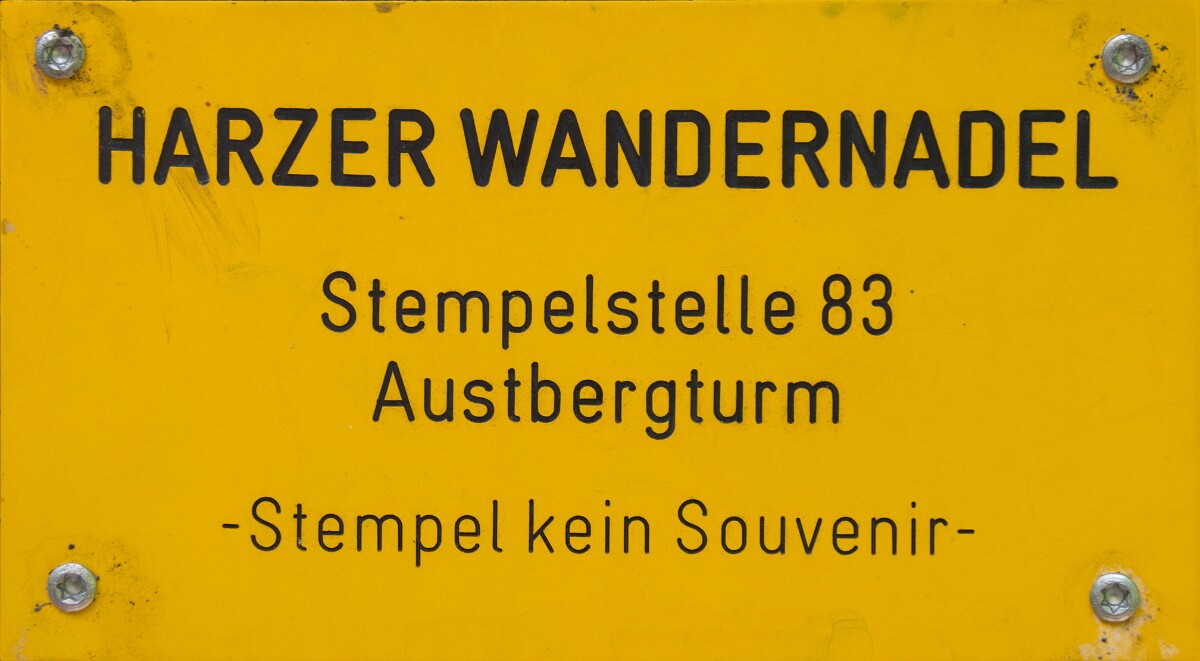 HARZER WANDERNADEL
Stempelstelle 83
Austbergturm
-Stempel kein Souvenir-